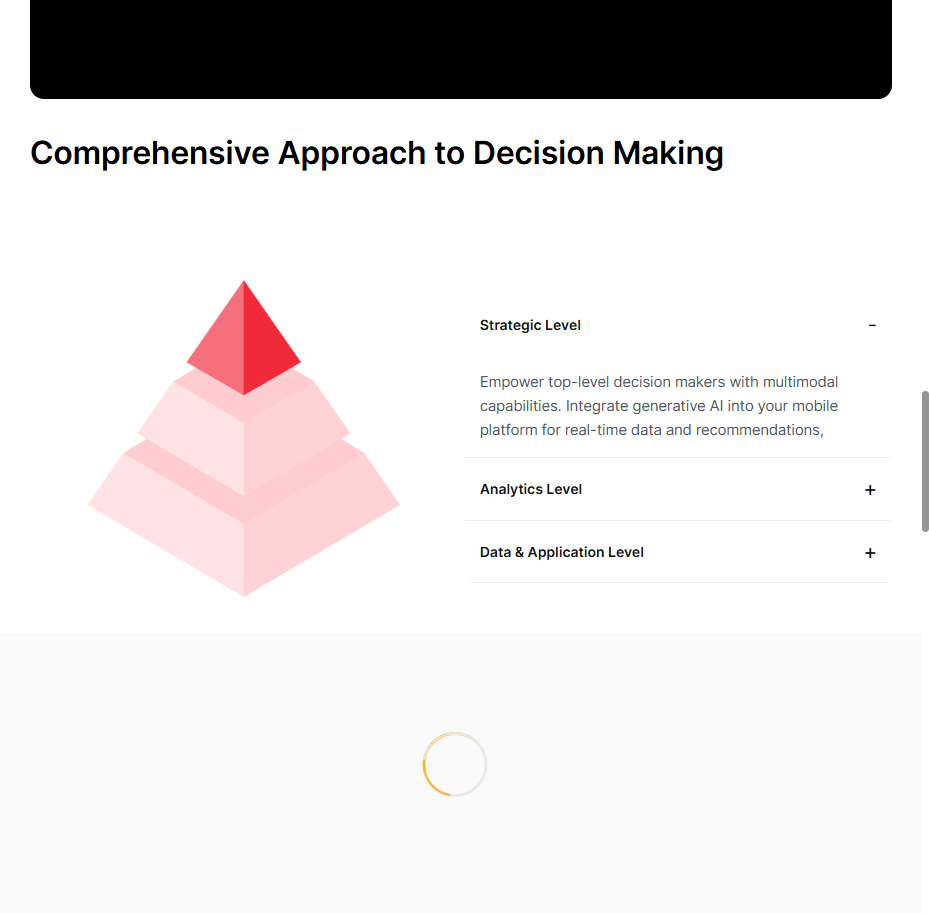 Comprehensive Approach to Decision Making
Strategic Level
Empower top-level decision makers with multimodal
capabilities. Integrate generative AI into your mobile
platform for real-time data and recommendations,
Analytics Level
Data & Application Level